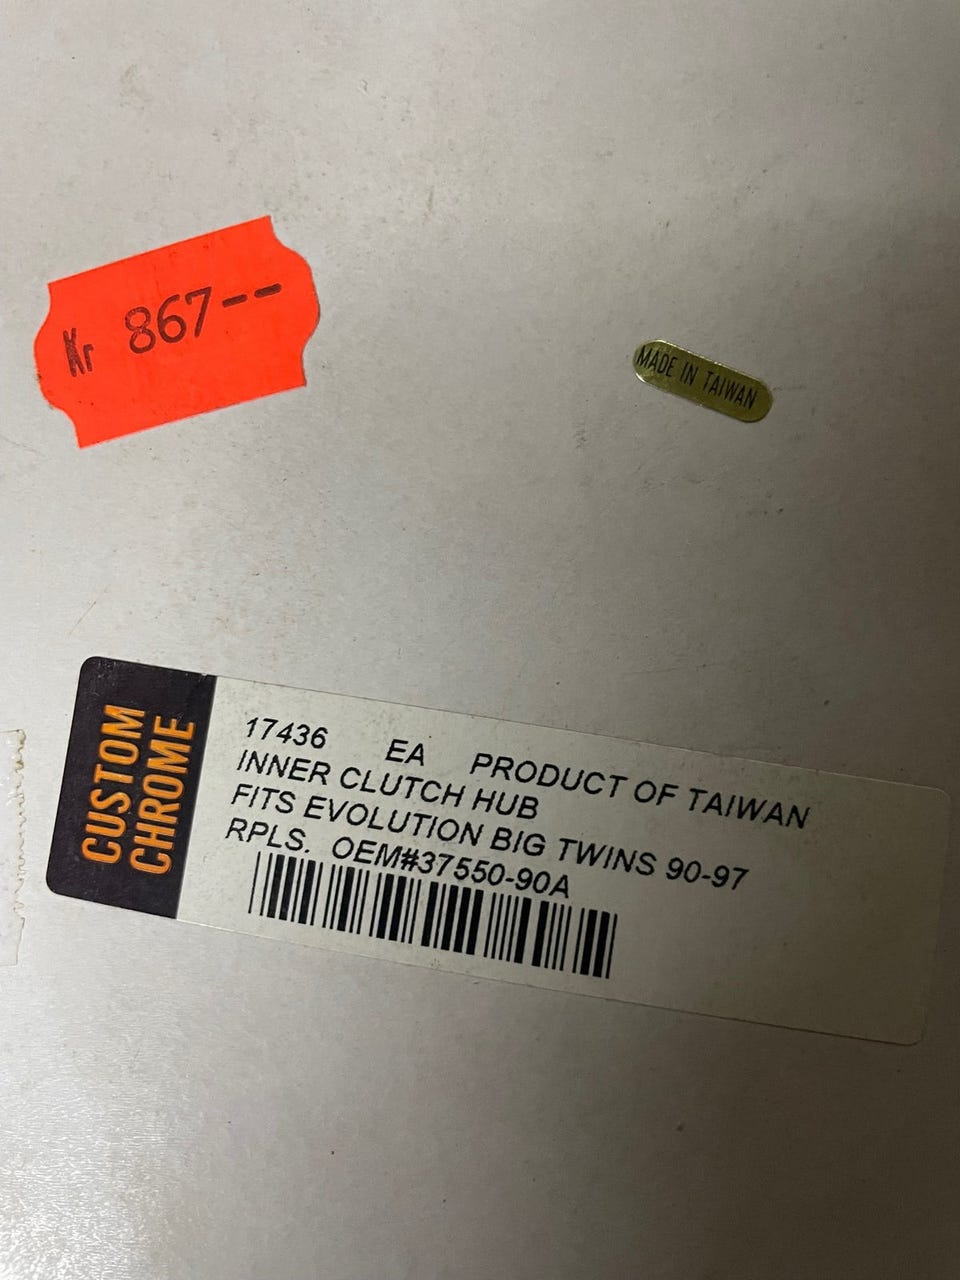 Kr 867--
MADE IN TAIWAN
CUSTOM
CHROME
17436 EA PRODUCT OF TAIWAN
INNER CLUTCH HUB
FITS EVOLUTION BIG TWINS 90-97
RPLS. OEM#37550-90A